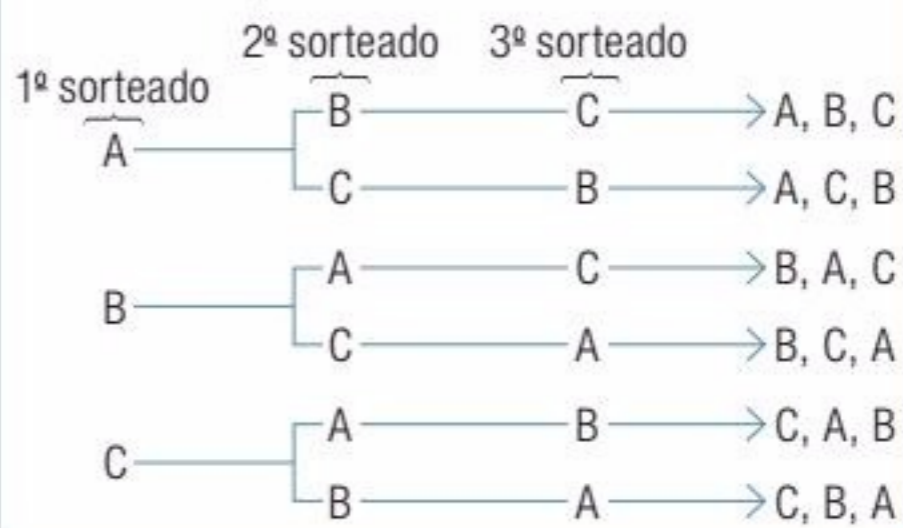 1º sorteado 2º sorteado 3º sorteado
A B C A, B, C
C B A, C, B
B A C B, A, C
C A B, C, A
C A B C, A, B
B A C, B, A